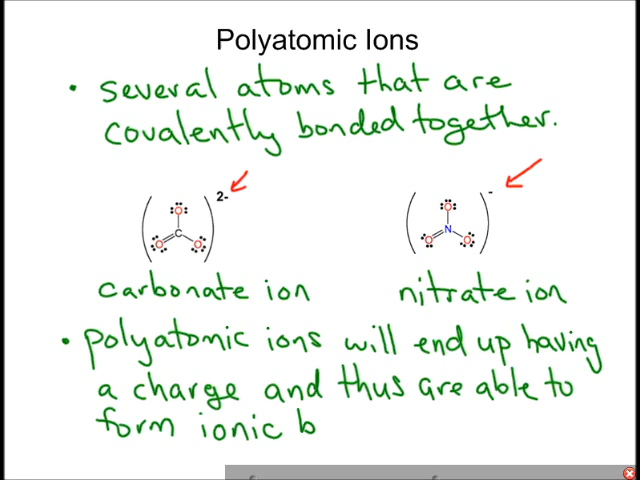 Polyatomic Ions
• several atoms that are
covalently bonded together.
2-
-
O
C
O
O
O
N
O
O
carbonate ion
nitrate ion
• polyatomic ions will end up having
a charge and thus are able to
form ionic b